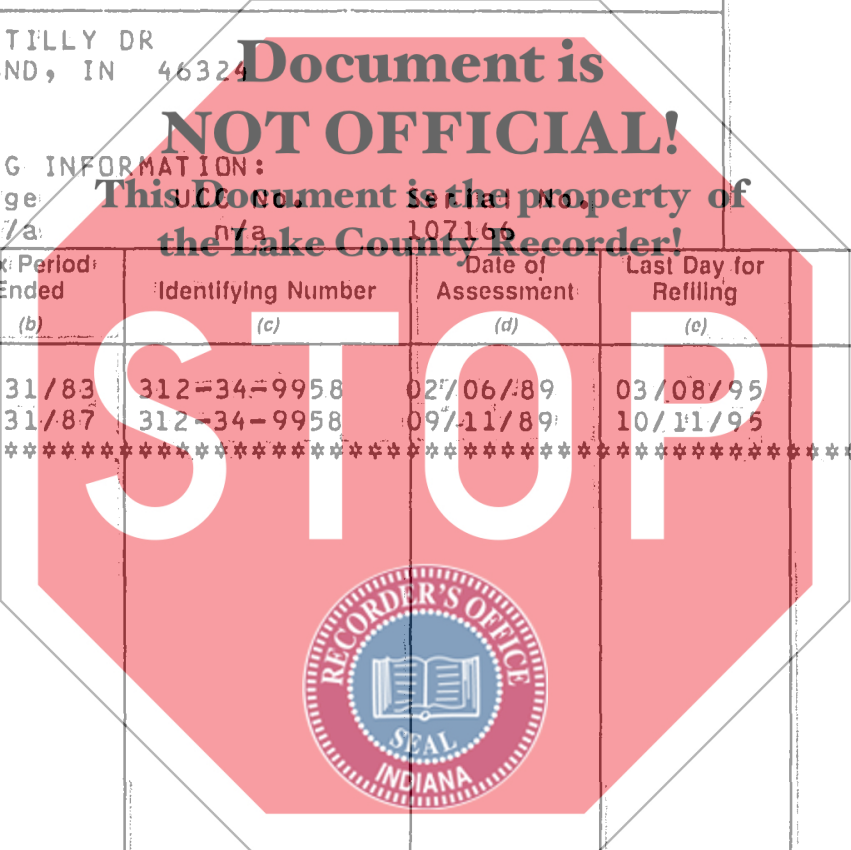 TILLY DR
ND, IN 46324
Document is
NOT OFFICIAL!
G INFORMATION:
This Document is the property of
ge UCC No. Serial No.
/a n/a 107166
the Lake County Recorder!
x Period Ended
Identifying Number
Date of Assessment
Last Day for Refiling
(b) (c) (d) (e)
STOP
31/83 312-34-9958 02/06/89 03/08/95
31/87 312-34-9958 09/11/89 10/11/95
RECORDER'S OFFICE
SEAL
INDIANA